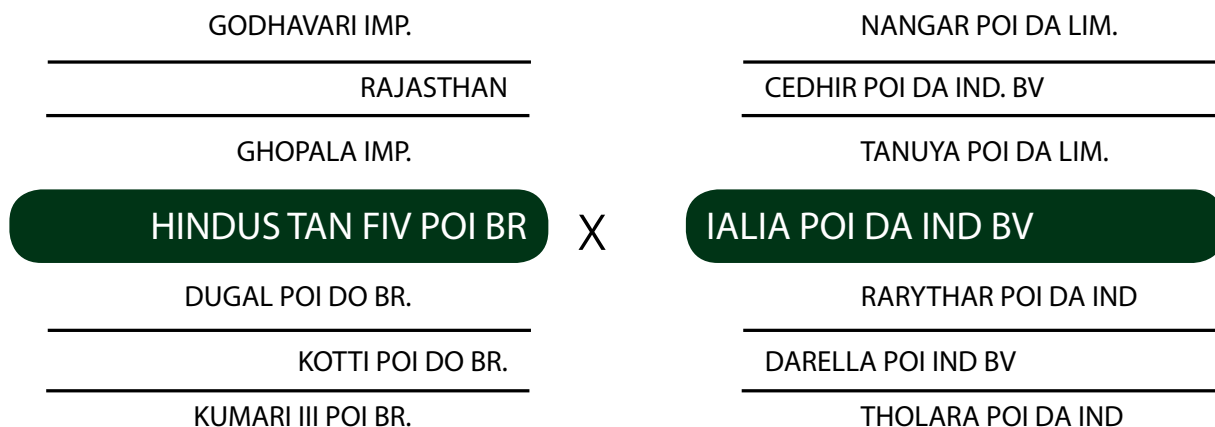 GODHAVARI IMP.
RAJASTHAN
GHOPALA IMP.
HINDUS TAN FIV POI BR
DUGAL POI DO BR.
KOTTI POI DO BR.
KUMARI III POI BR.
X
NANGAR POI DA LIM.
CEDHIR POI DA IND. BV
TANUYA POI DA LIM.
IALIA POI DA IND BV
RARYTHAR POI DA IND
DARELLA POI IND BV
THOLARA POI DA IND